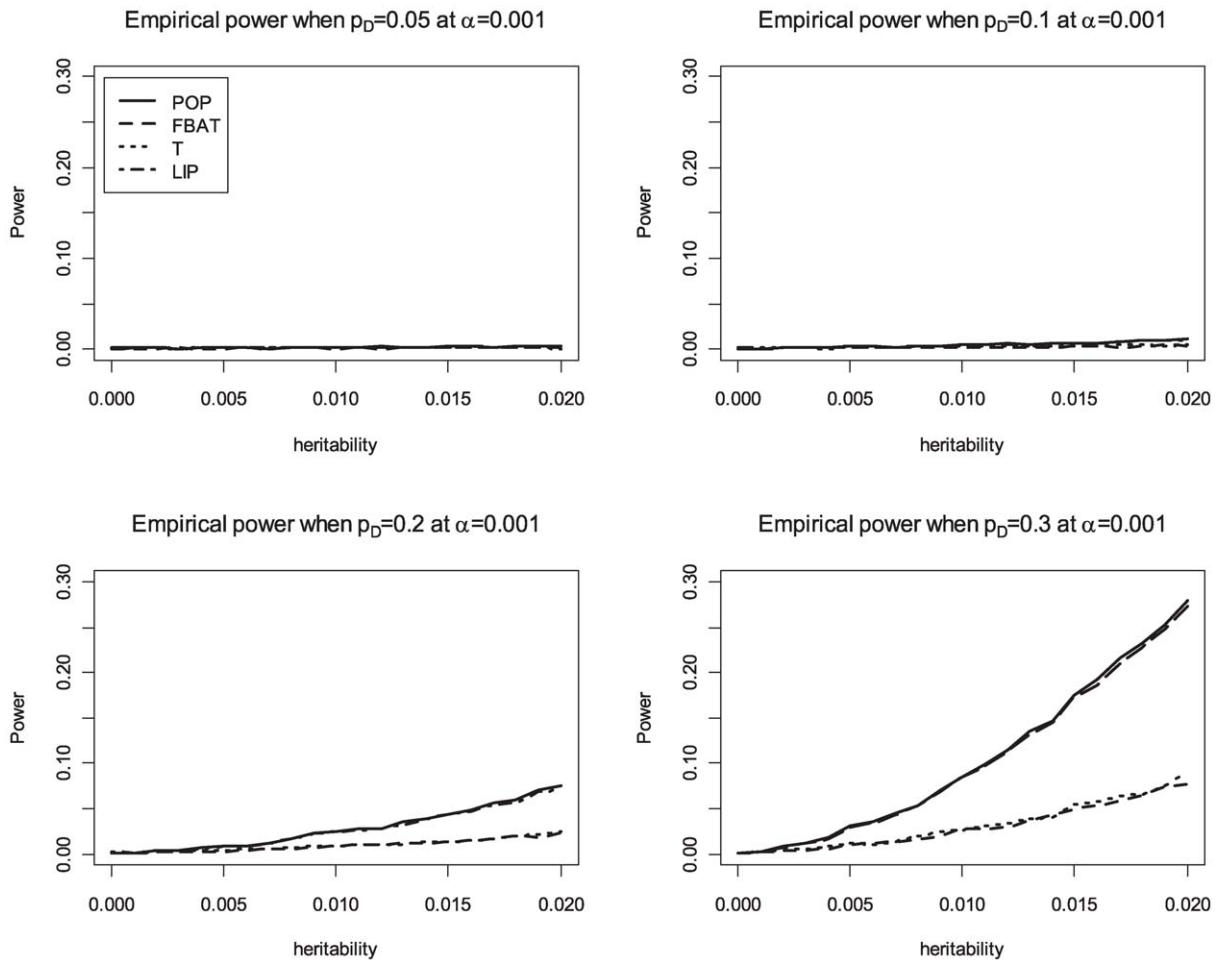 Empirical power when pD=0.05 at α=0.001
Power
0.30
0.20
0.10
0.00
POP
FBAT
T
LIP
0.000 0.005 0.010 0.015 0.020
heritability
Empirical power when pD=0.1 at α=0.001
Power
0.30
0.20
0.10
0.00
0.000 0.005 0.010 0.015 0.020
heritability
Empirical power when pD=0.2 at α=0.001
Power
0.30
0.20
0.10
0.00
0.000 0.005 0.010 0.015 0.020
heritability
Empirical power when pD=0.3 at α=0.001
Power
0.30
0.20
0.10
0.00
0.000 0.005 0.010 0.015 0.020
heritability